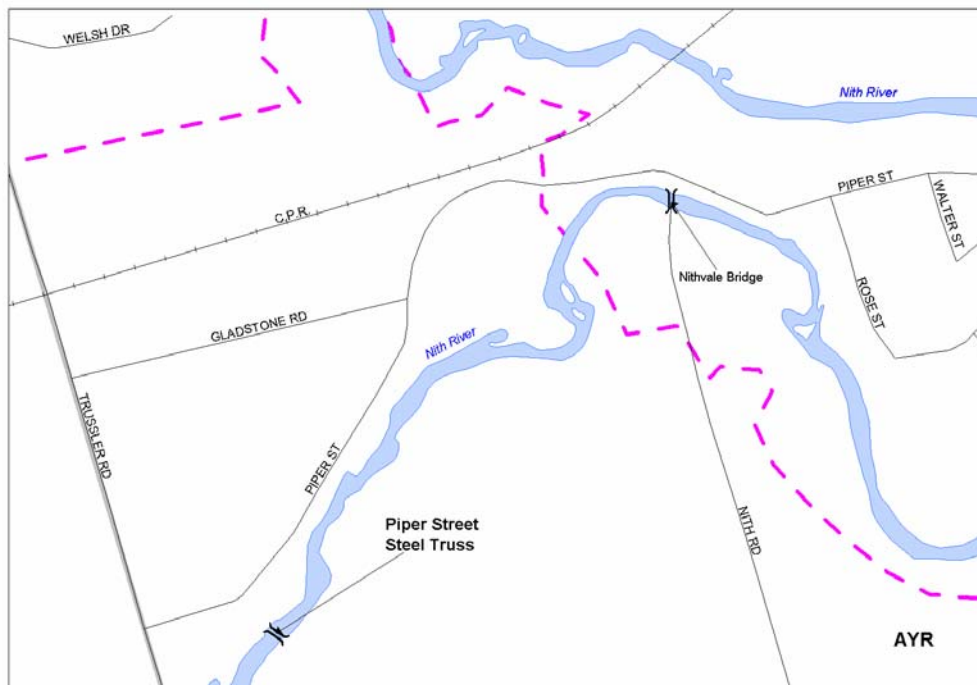 WELSH DR
Nith River
PIPER ST
WALTER ST
C.P.R.
Nithvale Bridge
ROSE ST
GLADSTONE RD
Nith River
TRUSSLER RD
PIPER ST
NITH RD
Piper Street
Steel Truss
AYR